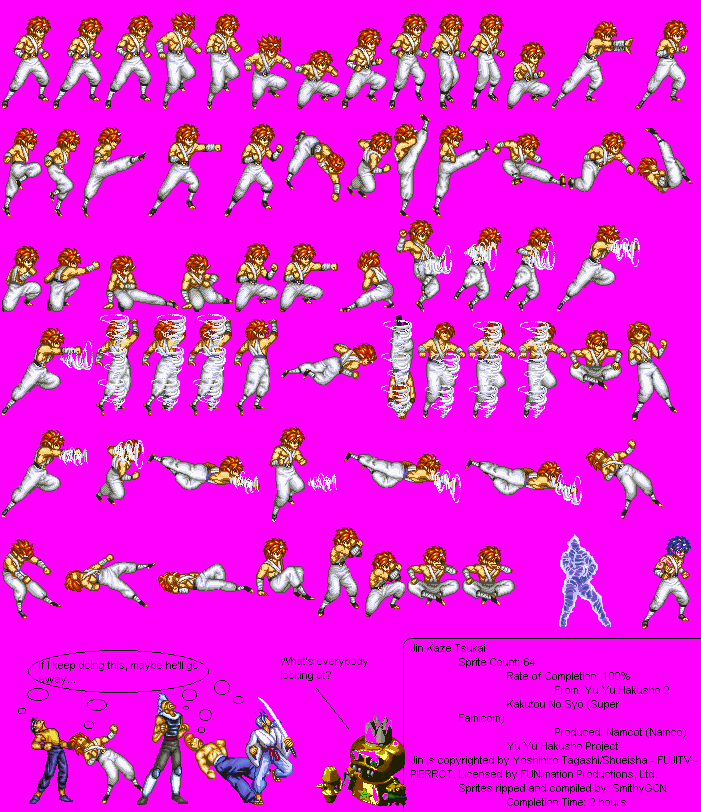 If I keep doing this, maybe he'll go
away...
What's everybody
looking at?
Jin Kaze Tsukai
Sprite Count: 64
Rate of Completion: 100%
From: Yu Yu Hakusho 2
Kakutou No Syo (Super
Famicom)
Produced: Namcot (Namco)
Yu Yu Hakusho Project
Jin is copyrighted by Yoshihiro Tagashi/Shueisha - FUJITV -
PIERROT. Licensed by FUNimation Productions, Ltd.
Sprites ripped and compiled by: SmithyGCN
Completion Time: 2 hours